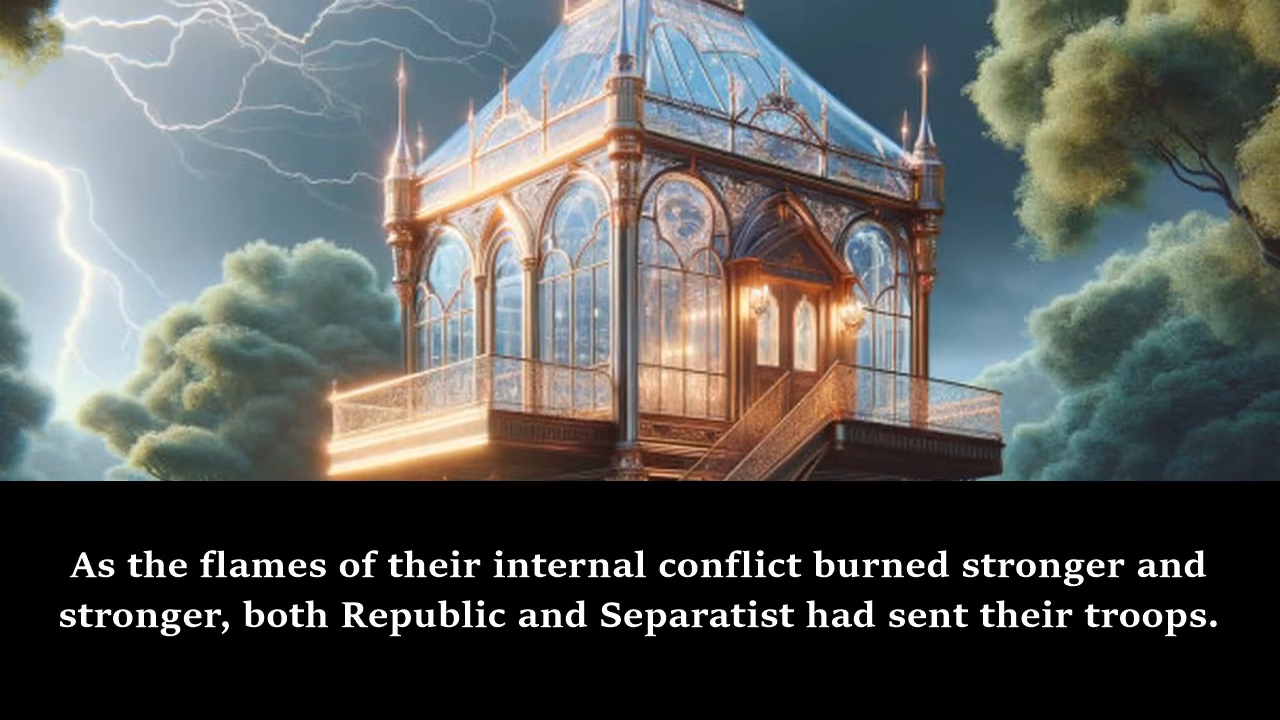 As the flames of their internal conflict burned stronger and
stronger, both Republic and Separatist had sent their troops.